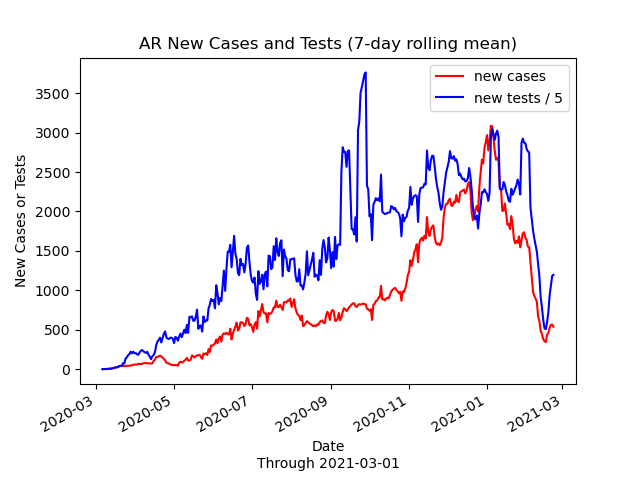 AR New Cases and Tests (7-day rolling mean)
new cases
new tests / 5
New Cases or Tests
3500
3000
2500
2000
1500
1000
500
0
2020-03
2020-05
2020-07
2020-09
2020-11
2021-01
2021-03
Date
Through 2021-03-01